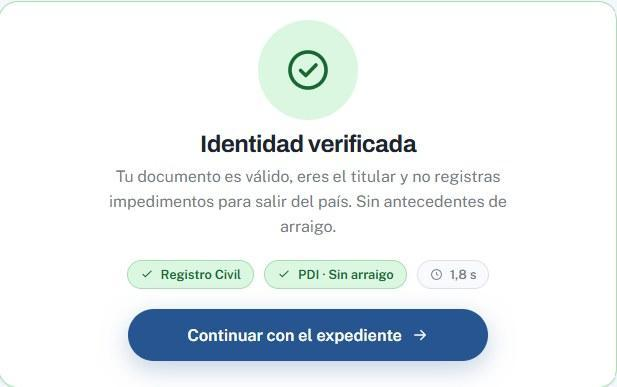 Identidad verificada
Tu documento es válido, eres el titular y no registras
impedimentos para salir del país. Sin antecedentes de
arraigo.
Registro Civil
PDI · Sin arraigo
1,8 s
Continuar con el expediente →